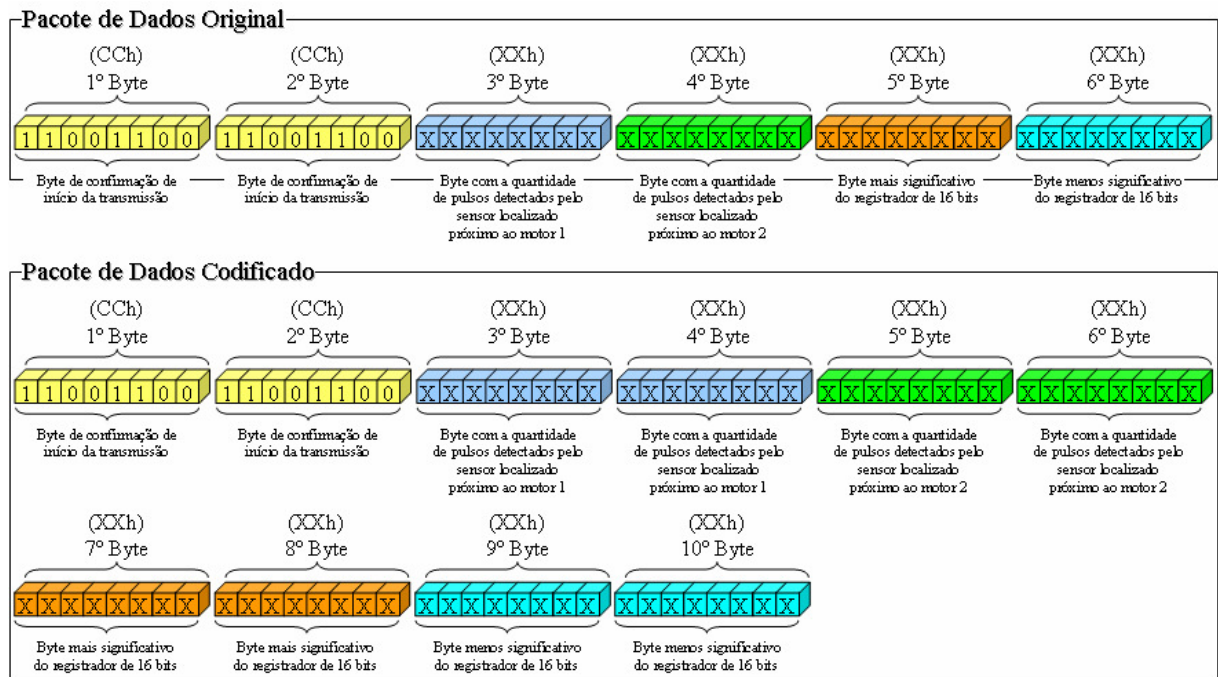 Pacote de Dados Original
(CCh) (CCh) (XXh) (XXh) (XXh) (XXh)
1º Byte 2º Byte 3º Byte 4º Byte 5º Byte 6º Byte
1 1 0 0 1 1 0 0 1 1 0 0 1 1 0 0 X X X X X X X X X X X X X X X X X X X X X X X X X X X X X X X X
Byte de confirmação de Byte de confirmação de Byte com a quantidade Byte com a quantidade Byte mais significativo Byte menos significativo
início da transmissão início da transmissão de pulsos detectados pelo de pulsos detectados pelo do registrador de 16 bits do registrador de 16 bits
sensor localizado sensor localizado
próximo ao motor 1 próximo ao motor 2
Pacote de Dados Codificado
(CCh) (CCh) (XXh) (XXh) (XXh) (XXh)
1º Byte 2º Byte 3º Byte 4º Byte 5º Byte 6º Byte
1 1 0 0 1 1 0 0 1 1 0 0 1 1 0 0 X X X X X X X X X X X X X X X X X X X X X X X X X X X X X X X X
Byte de confirmação de Byte de confirmação de Byte com a quantidade Byte com a quantidade Byte com a quantidade Byte com a quantidade
início da transmissão início da transmissão de pulsos detectados pelo de pulsos detectados pelo de pulsos detectados pelo de pulsos detectados pelo
sensor localizado sensor localizado sensor localizado sensor localizado
próximo ao motor 1 próximo ao motor 1 próximo ao motor 2 próximo ao motor 2
(XXh) (XXh) (XXh) (XXh)
7º Byte 8º Byte 9º Byte 10º Byte
X X X X X X X X X X X X X X X X X X X X X X X X X X X X X X X X
Byte mais significativo Byte mais significativo Byte menos significativo Byte menos significativo
do registrador de 16 bits do registrador de 16 bits do registrador de 16 bits do registrador de 16 bits